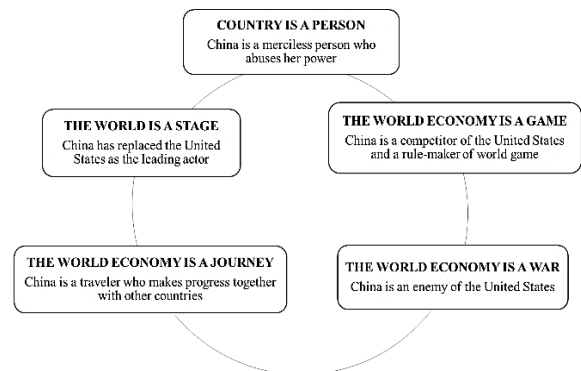 COUNTRY IS A PERSON
China is a merciless person who
abuses her power
THE WORLD IS A STAGE
China has replaced the United
States as the leading actor
THE WORLD ECONOMY IS A GAME
China is a competitor of the United States
and a rule-maker of world game
THE WORLD ECONOMY IS A JOURNEY
China is a traveler who makes progress together
with other countries
THE WORLD ECONOMY IS A WAR
China is an enemy of the United States